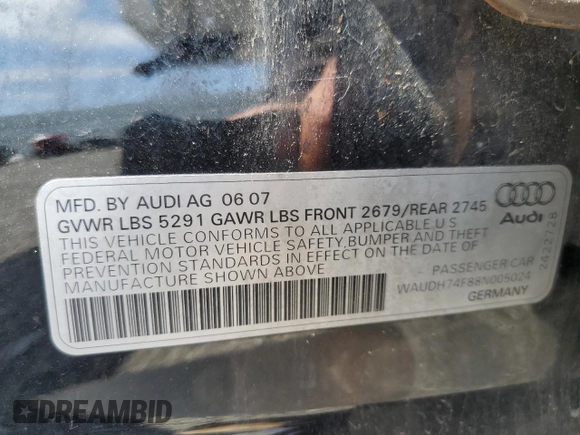 MFD. BY AUDI AG 06 07
GVWR LBS 5291 GAWR LBS FRONT 2679/REAR 2745
THIS VEHICLE CONFORMS TO ALL APPLICABLE U S
FEDERAL MOTOR VEHICLE SAFETY, BUMPER AND THEFT
PREVENTION STANDARDS IN EFFECT ON THE DATE OF
MANUFACTURE SHOWN ABOVE
Audi
PASSENGER CAR
WAUDH74F88N005024
GERMANY
2422728
DREAMBID